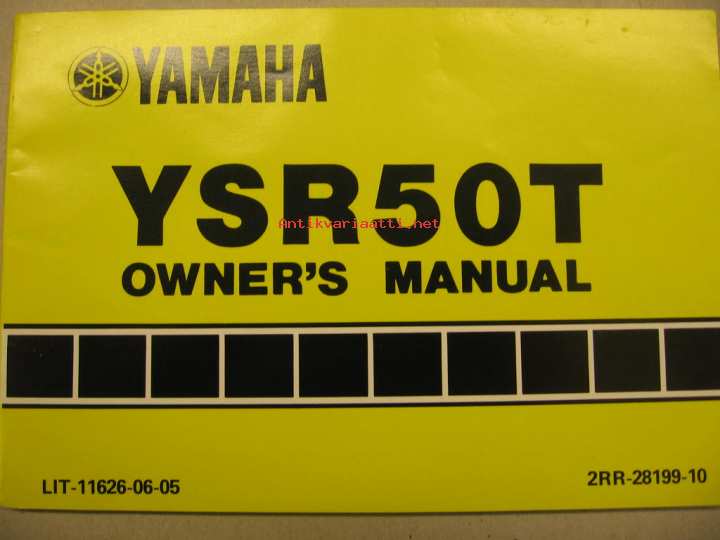 YAMAHA
YSR50T
Antikvariaatti.net
OWNER'S MANUAL
LIT-11626-06-05
2RR-28199-10